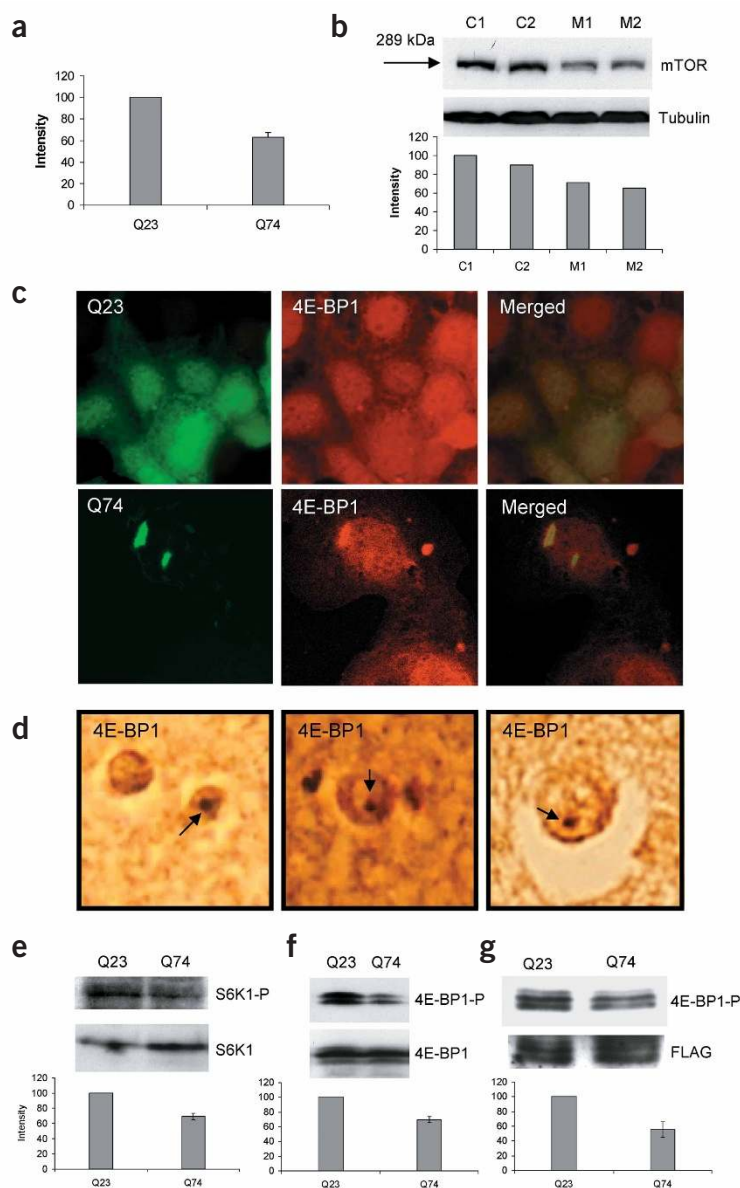 a
120
100
80
60
40
20
0
Intensity
Q23 Q74
b
C1 C2 M1 M2
289 kDa
mTOR
Tubulin
100
80
60
40
20
0
Intensity
C1 C2 M1 M2
c
Q23 4E-BP1 Merged
Q74 4E-BP1 Merged
d
4E-BP1 4E-BP1 4E-BP1
e
Q23 Q74
S6K1-P
S6K1
120
100
80
60
40
20
0
Intensity
Q23 Q74
f
Q23 Q74
4E-BP1-P
4E-BP1
120
100
80
60
40
20
0
Q23 Q74
g
Q23 Q74
4E-BP1-P
FLAG
120
100
80
60
40
20
0
Q23 Q74